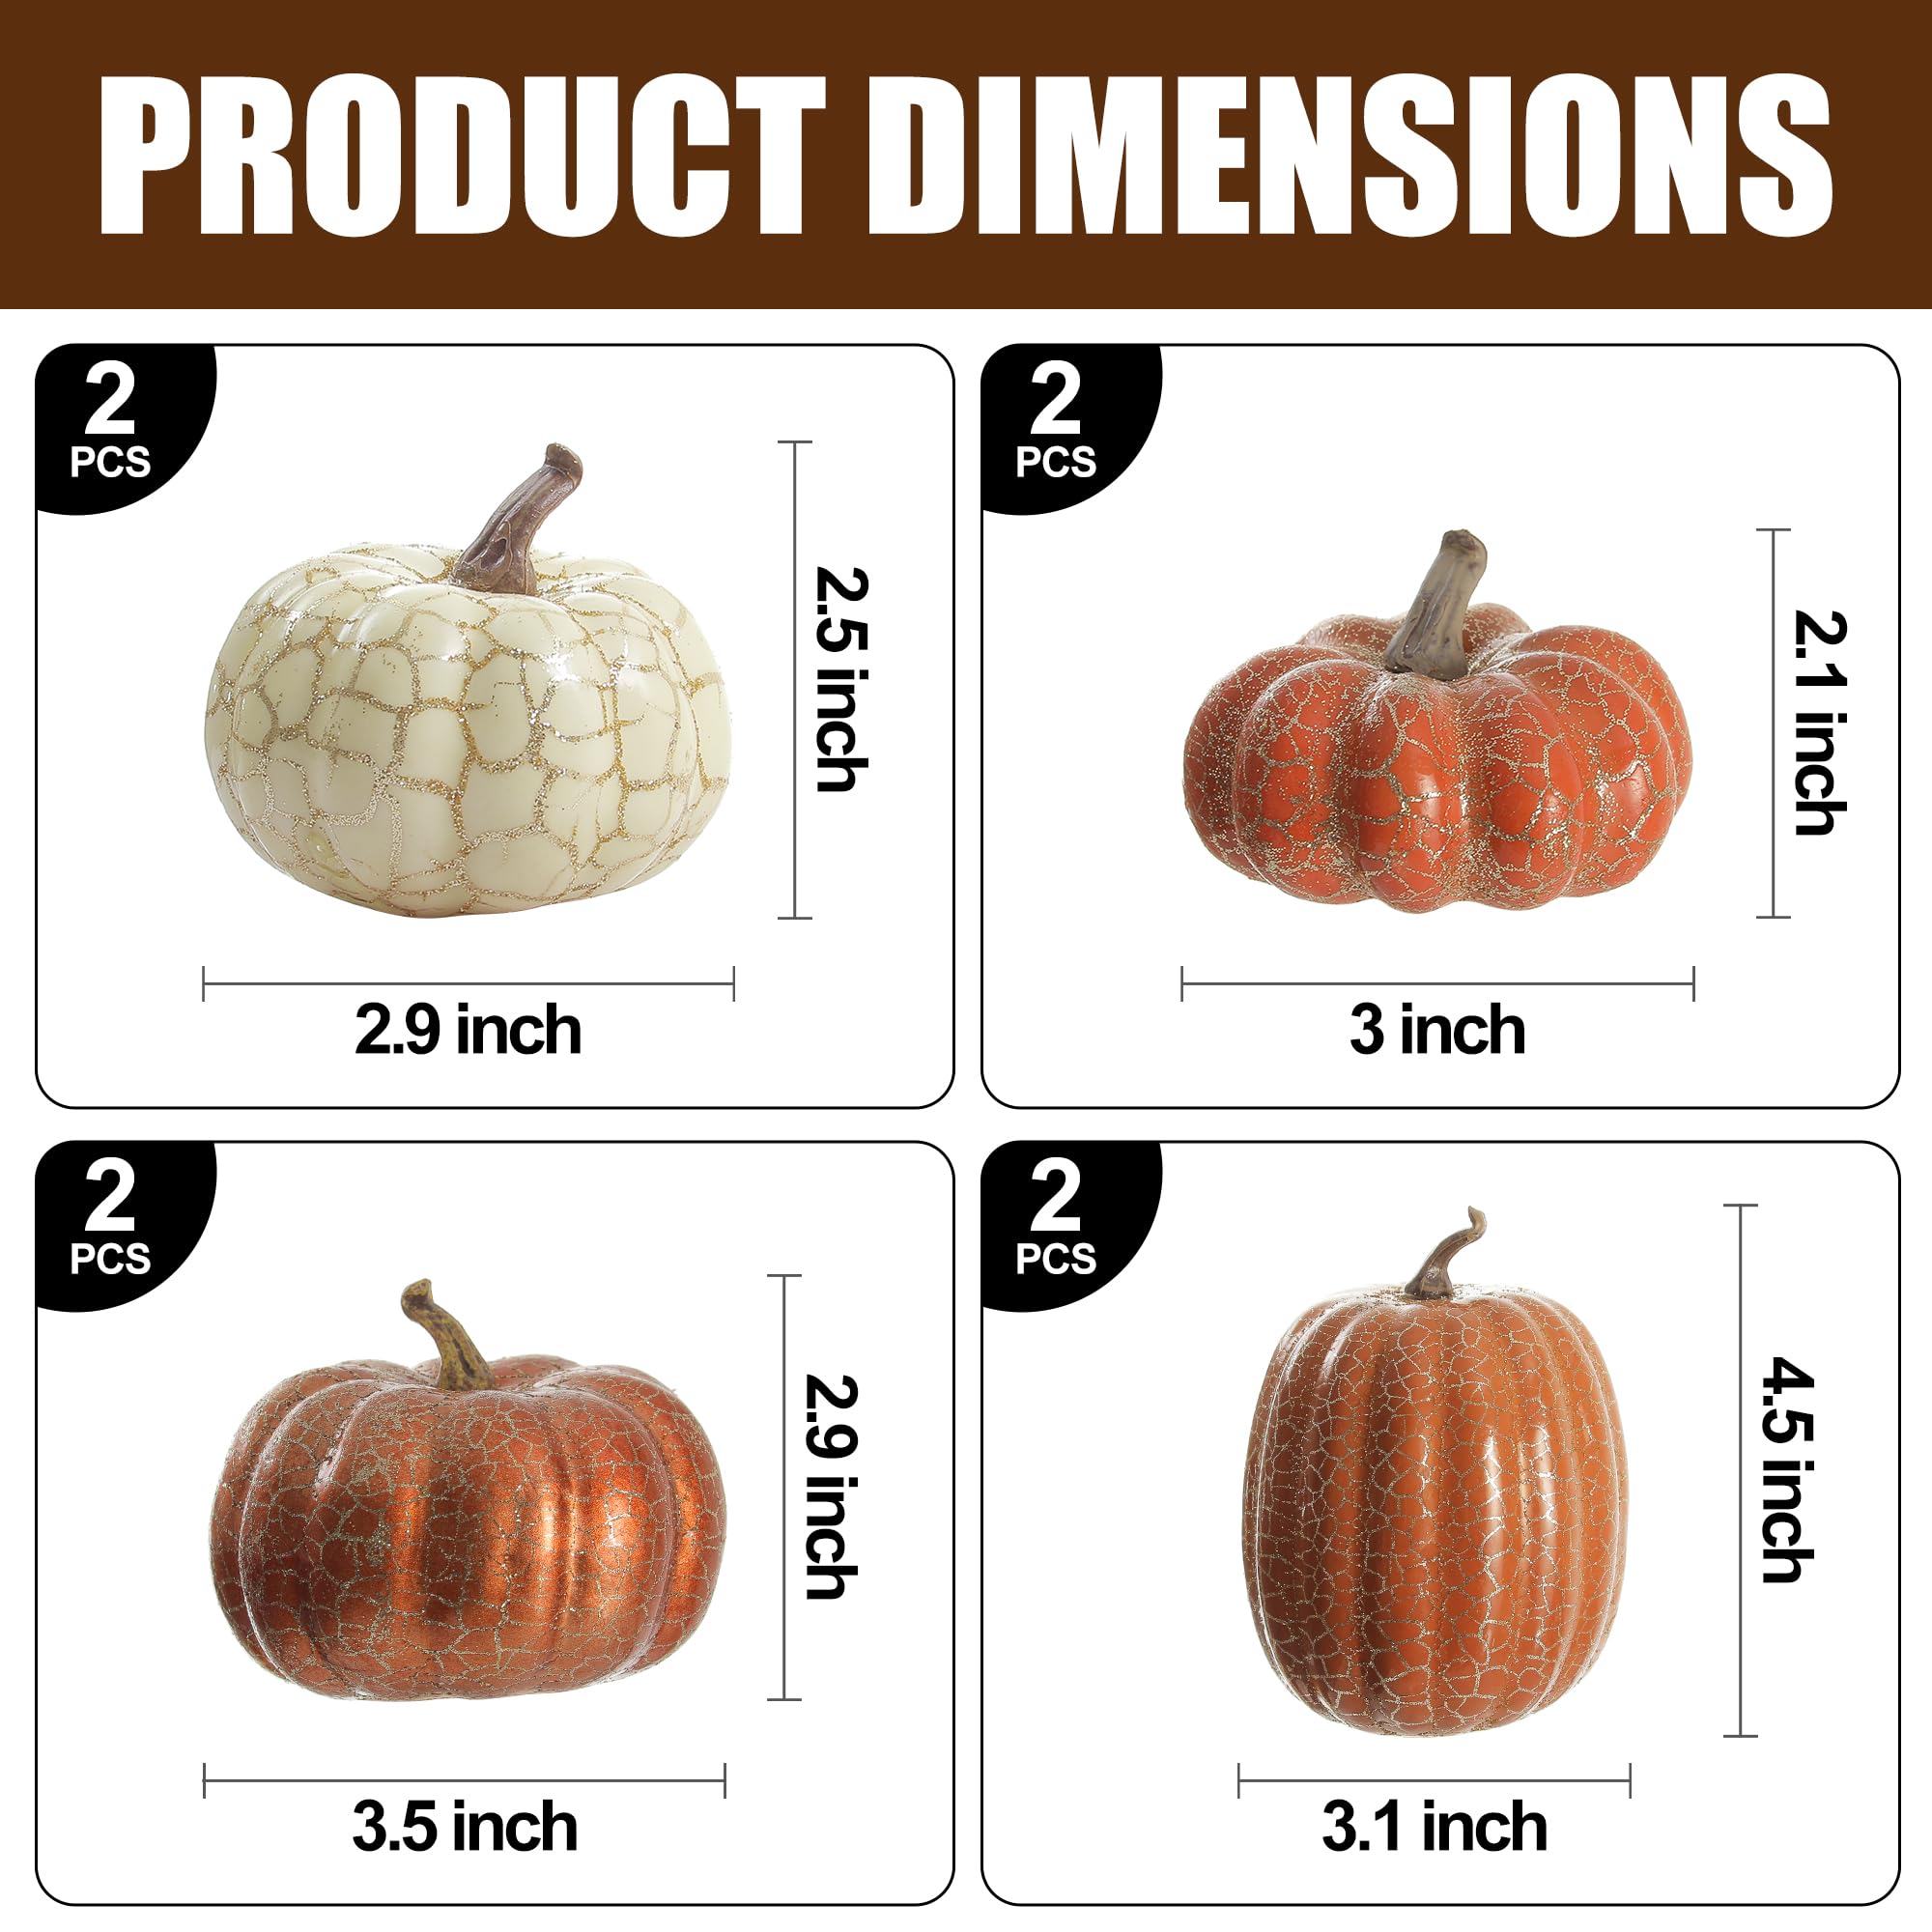 PRODUCT DIMENSIONS
2
PCS
2.5 inch
2.9 inch
2
PCS
2.1 inch
3 inch
2
PCS
2.9 inch
3.5 inch
2
PCS
4.5 inch
3.1 inch